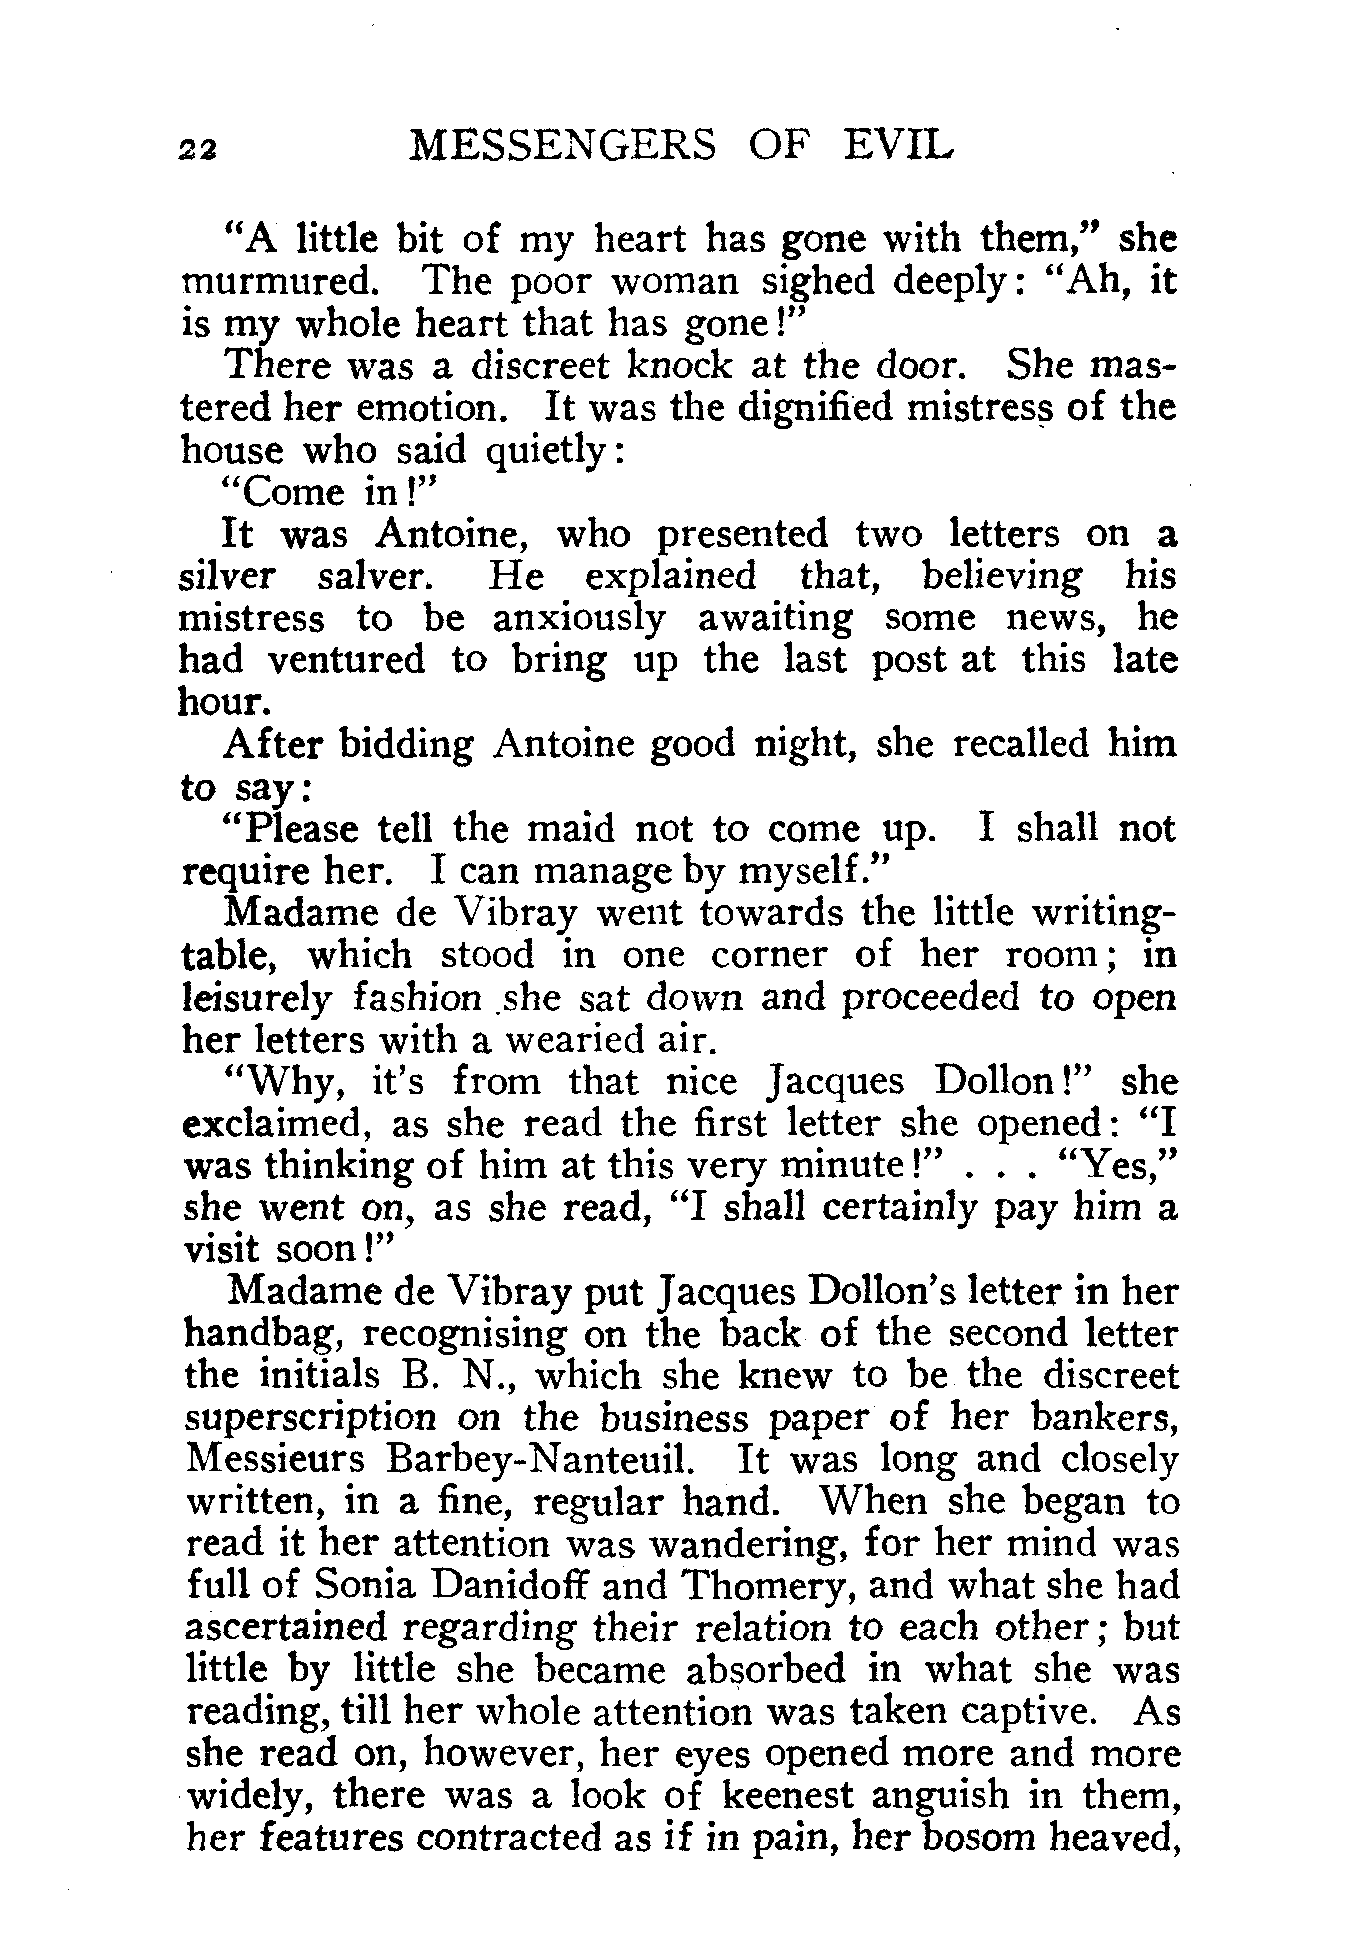 22 MESSENGERS OF EVIL
“A little bit of my heart has gone with them,” she
murmured. The poor woman sighed deeply: “Ah, it
is my whole heart that has gone!”
There was a discreet knock at the door. She mas-
tered her emotion. It was the dignified mistress of the
house who said quietly:
“Come in!”
It was Antoine, who presented two letters on a
silver salver. He explained that, believing his
mistress to be anxiously awaiting some news, he
had ventured to bring up the last post at this late
hour.
After bidding Antoine good night, she recalled him
to say:
“Please tell the maid not to come up. I shall not
require her. I can manage by myself.”
Madame de Vibray went towards the little writing-
table, which stood in one corner of her room; in
leisurely fashion she sat down and proceeded to open
her letters with a wearied air.
“Why, it’s from that nice Jacques Dollon!” she
exclaimed, as she read the first letter she opened: “I
was thinking of him at this very minute!” . . . “Yes,”
she went on, as she read, “I shall certainly pay him a
visit soon!”
Madame de Vibray put Jacques Dollon’s letter in her
handbag, recognising on the back of the second letter
the initials B. N., which she knew to be the discreet
superscription on the business paper of her bankers,
Messieurs Barbey-Nanteuil. It was long and closely
written, in a fine, regular hand. When she began to
read it her attention was wandering, for her mind was
full of Sonia Danidoff and Thomery, and what she had
ascertained regarding their relation to each other; but
little by little she became absorbed in what she was
reading, till her whole attention was taken captive. As
she read on, however, her eyes opened more and more
widely, there was a look of keenest anguish in them,
her features contracted as if in pain, her bosom heaved,